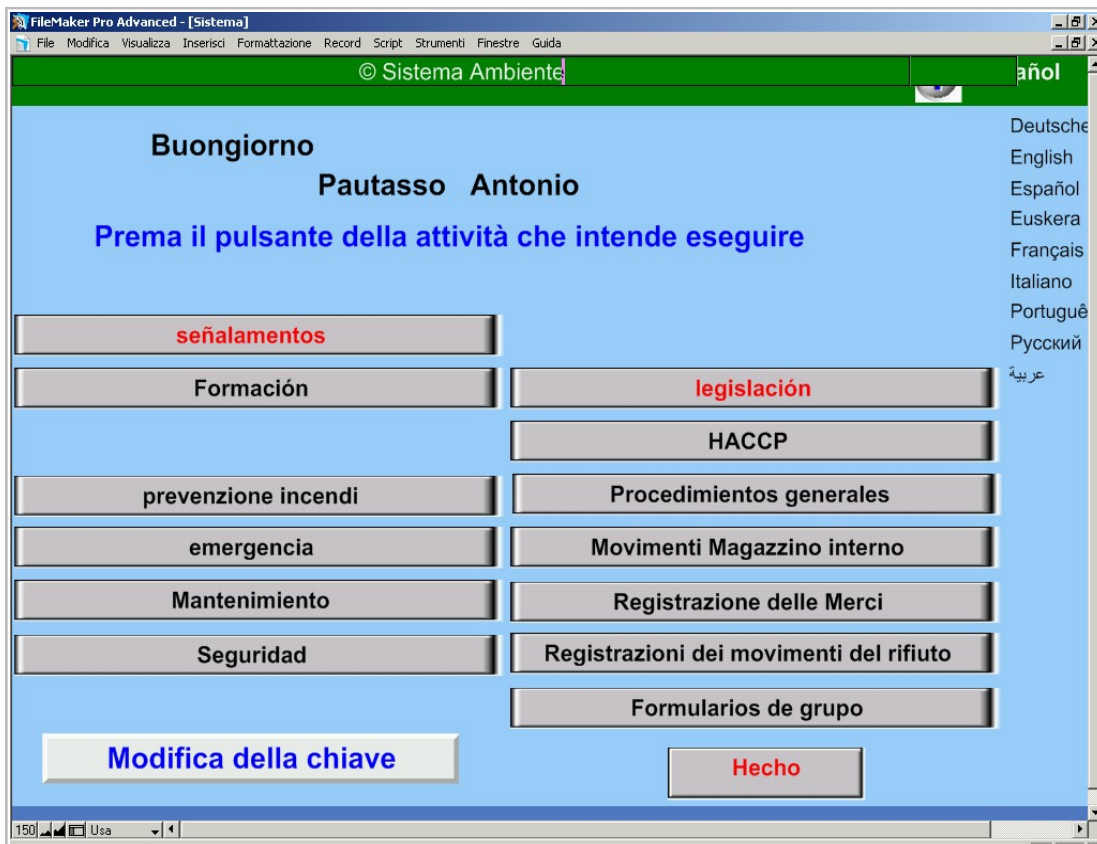 FileMaker Pro Advanced - [Sistema]
File Modifica Visualizza Inserisci Formattazione Record Script Strumenti Finestre Guida
© Sistema Ambiente
añol
Deutsche
English
Español
Euskera
Français
Italiano
Portuguê
Русский
عربية
Buongiorno
Pautasso Antonio
Prema il pulsante della attività che intende eseguire
señalamentos
Formación
legislación
HACCP
prevenzione incendi
Procedimientos generales
emergencia
Movimenti Magazzino interno
Mantenimiento
Registrazione delle Merci
Seguridad
Registrazioni dei movimenti del rifiuto
Formularios de grupo
Modifica della chiave
Hecho
150 Usa